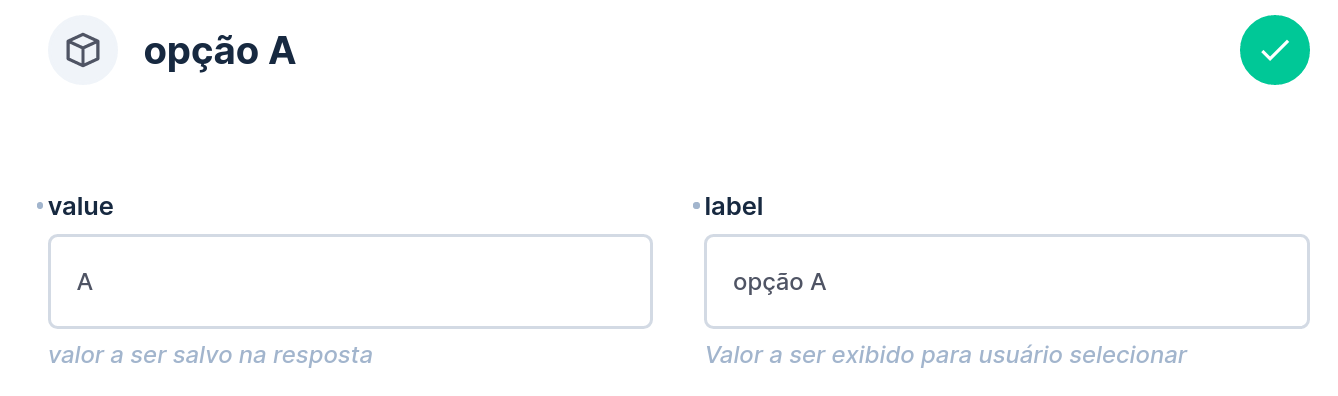 opção A
value
label
A
opção A
valor a ser salvo na resposta
Valor a ser exibido para usuário selecionar